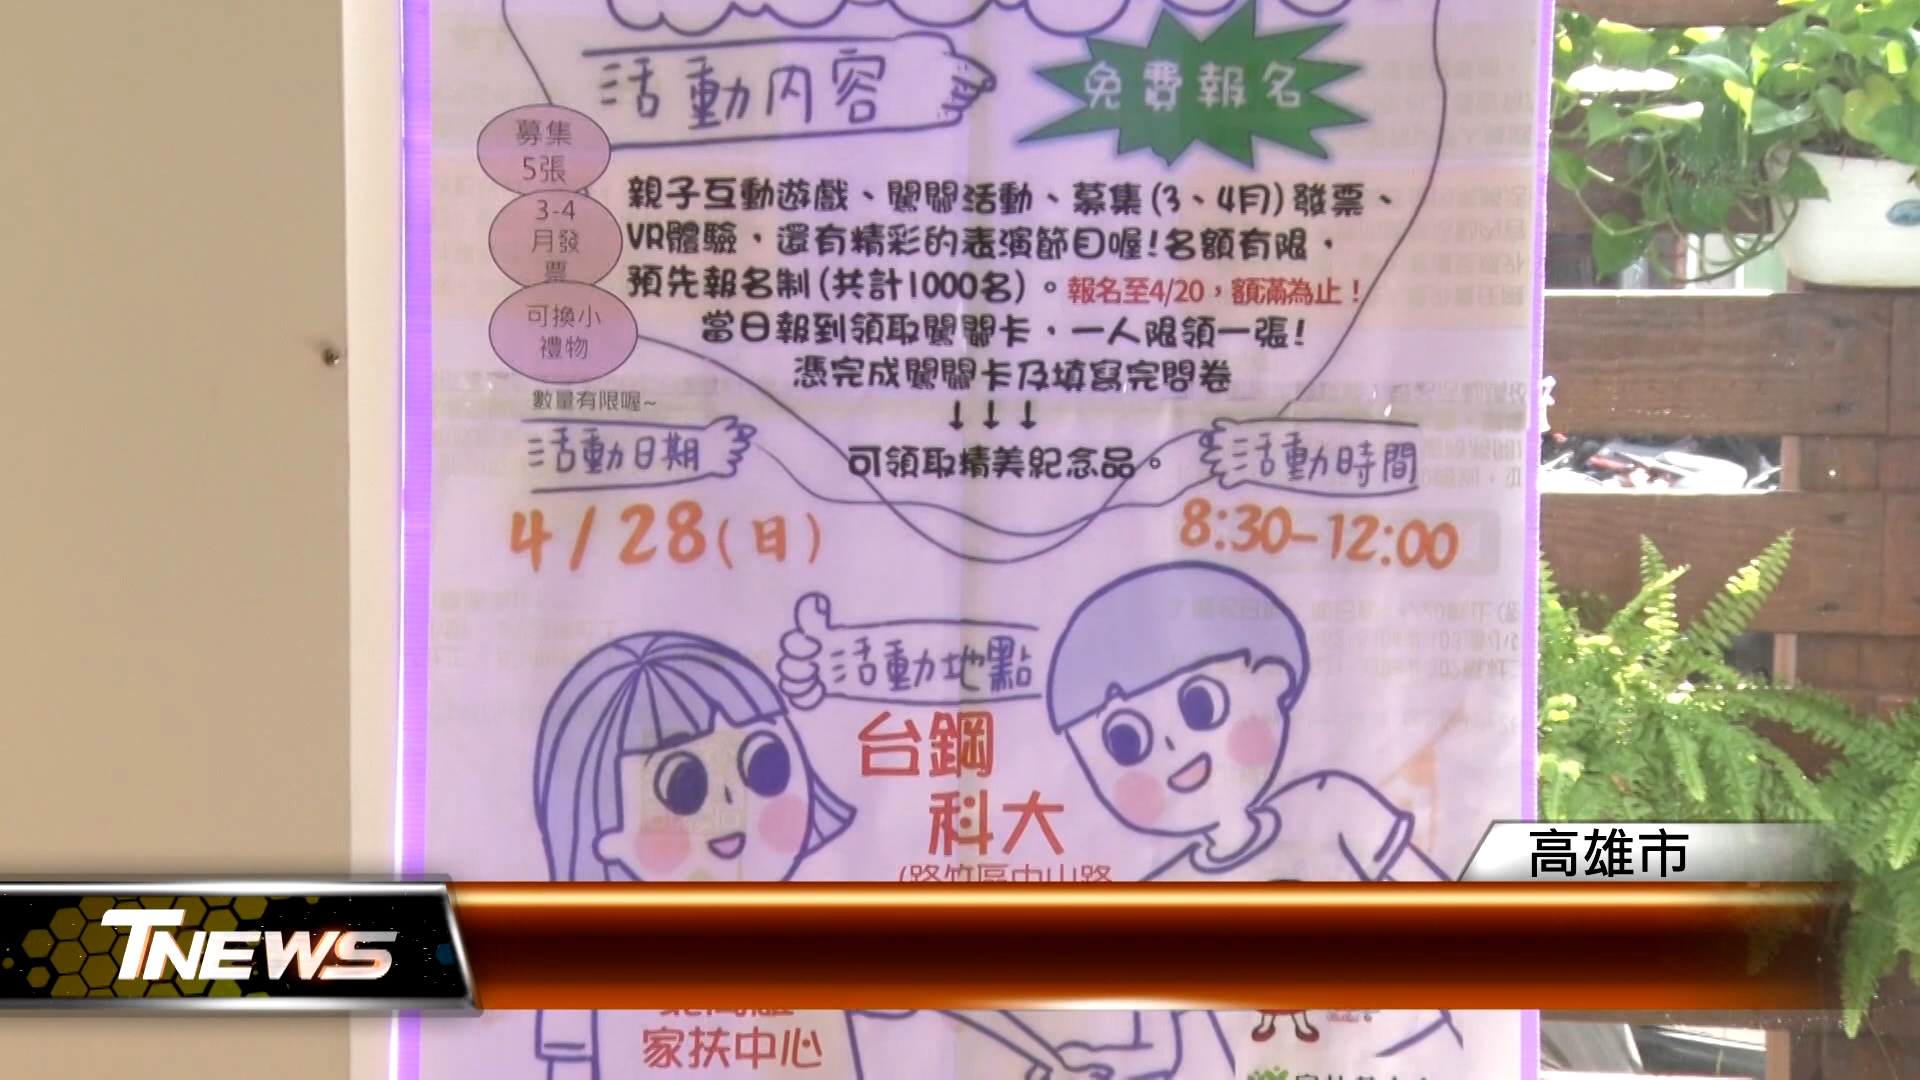 活動內容
免費報名
募集
5張
3-4
月發
票
可換小
禮物
數量有限喔~
親子互動遊戲、闖關活動、募集(3、4月)發票、
VR體驗,還有精彩的表演節目喔!名額有限,
預先報名制(共計1000名)。報名至4/20,額滿為止!
當日報到領取闖關卡,一人限領一張!
憑完成闖關卡及填寫完問卷
↓↓↓
可領取精美紀念品。
活動日期
活動時間
4/28(日)
8:30-12:00
活動地點
台鋼
科大
(路竹區中山路
高雄市
TNEWS
家扶中心